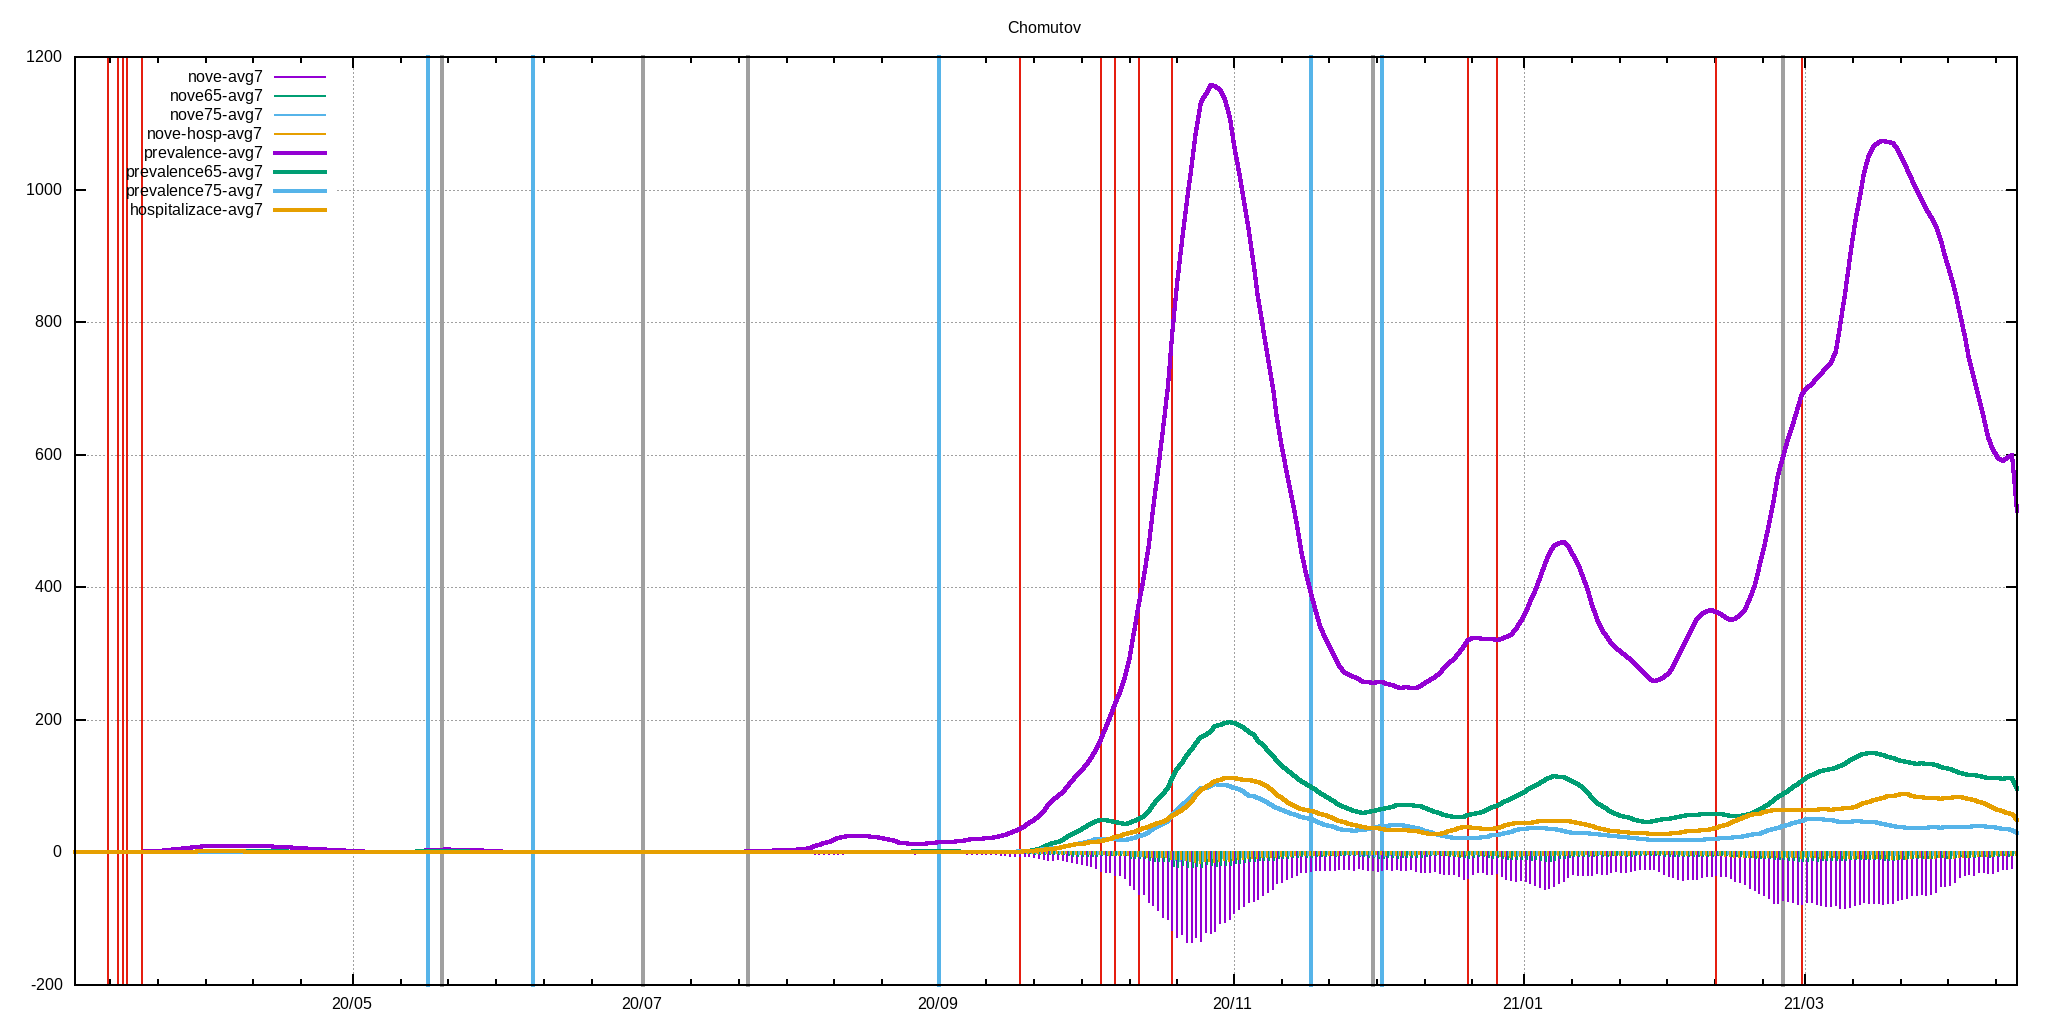 Chomutov
1200
1000
800
600
400
200
0
-200
nove-avg7
nove65-avg7
nove75-avg7
nove-hosp-avg7
prevalence-avg7
prevalence65-avg7
prevalence75-avg7
hospitalizace-avg7
20/05 20/07 20/09 20/11 21/01 21/03